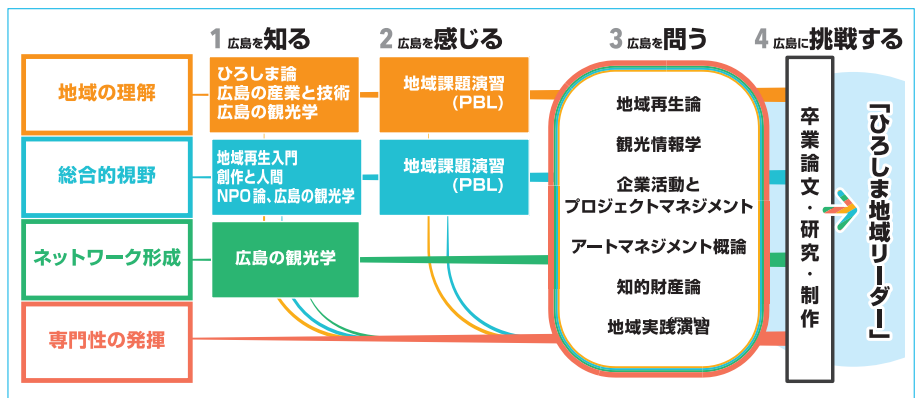 1 広島を知る
2 広島を感じる
3 広島を問う
4 広島に挑戦する
地域の理解
ひろしま論
広島の産業と技術
広島の観光学
地域課題演習
(PBL)
総合的視野
地域再生入門
創作と人間
NPO論、広島の観光学
地域課題演習
(PBL)
ネットワーク形成
広島の観光学
専門性の発揮
地域再生論
観光情報学
企業活動と
プロジェクトマネジメント
アートマネジメント概論
知的財産論
地域実践演習
卒業論文・研究・制作
「ひろしま地域リーダー」